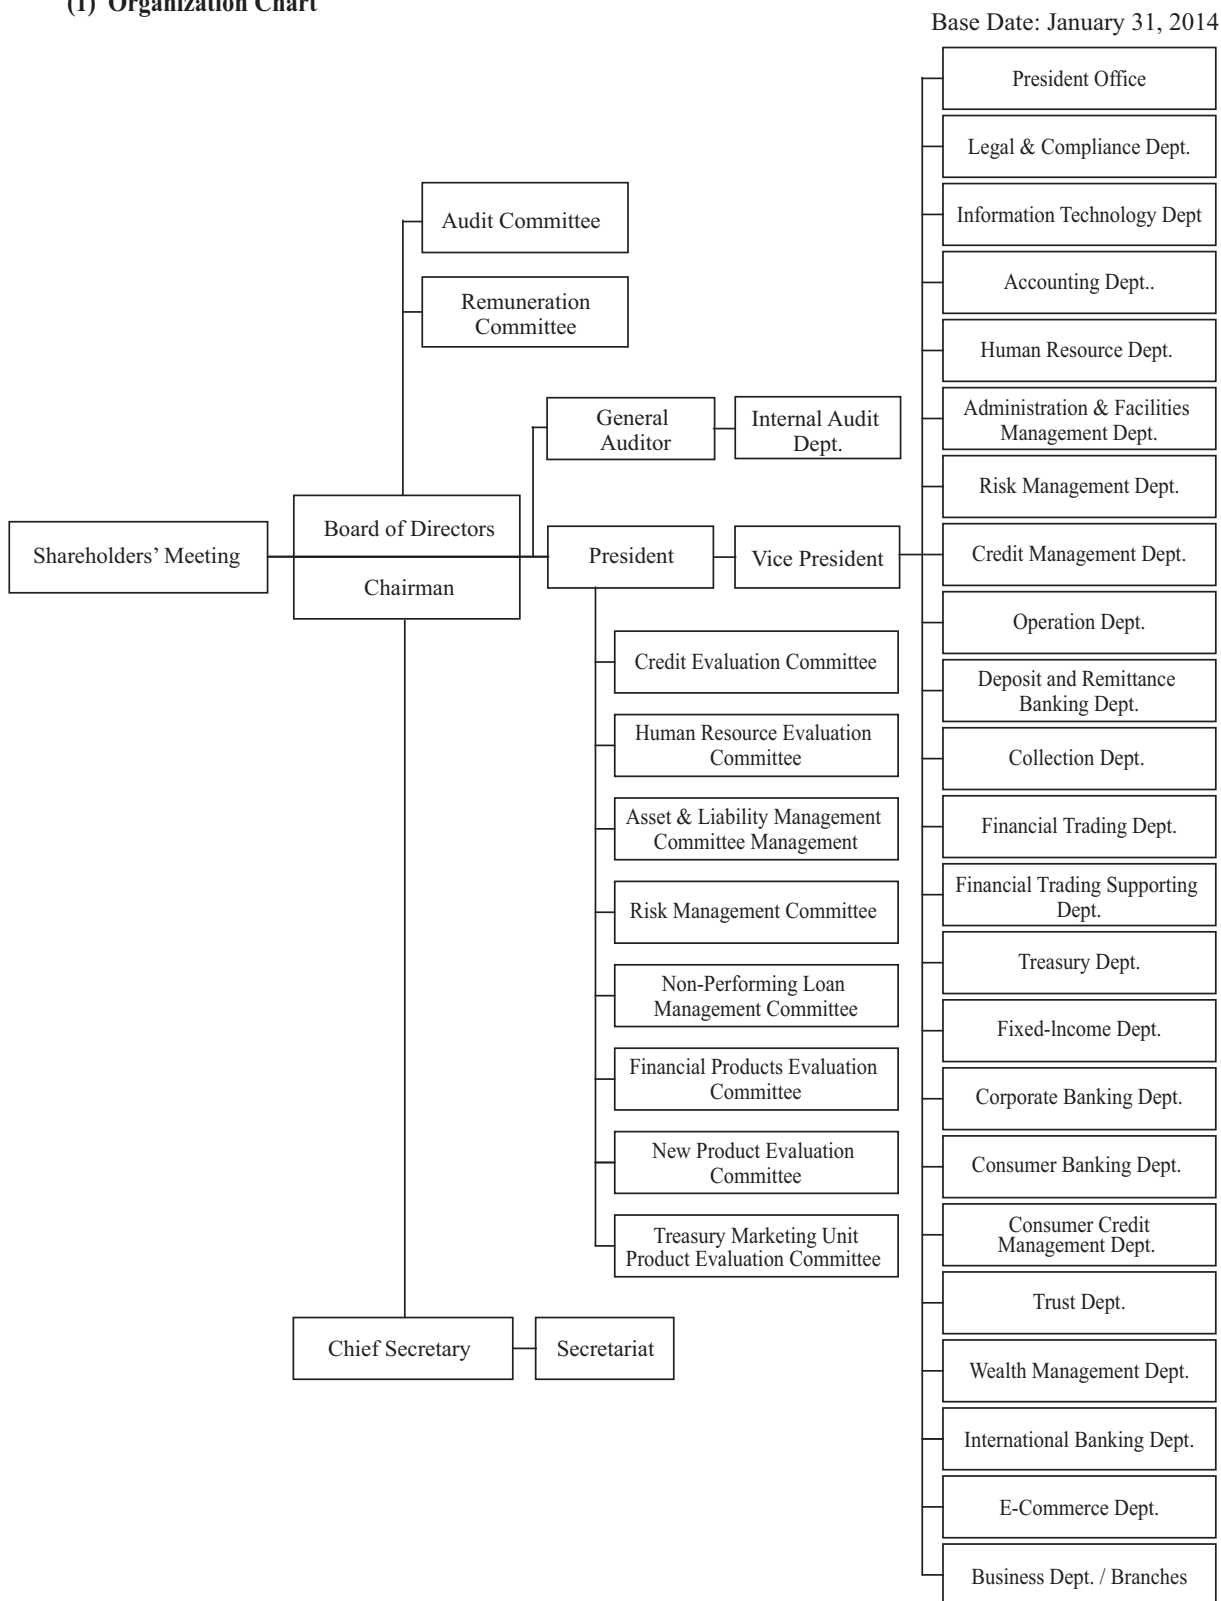 (1) Organization Chart
Base Date: January 31, 2014
President Office
Legal & Compliance Dept.
Information Technology Dept
Accounting Dept..
Human Resource Dept.
Administration & Facilities
Management Dept.
Risk Management Dept.
Credit Management Dept.
Operation Dept.
Deposit and Remittance
Banking Dept.
Collection Dept.
Financial Trading Dept.
Financial Trading Supporting
Dept.
Treasury Dept.
Fixed-Income Dept.
Corporate Banking Dept.
Consumer Banking Dept.
Consumer Credit
Management Dept.
Trust Dept.
Wealth Management Dept.
International Banking Dept.
E-Commerce Dept.
Business Dept. / Branches
Audit Committee
Remuneration
Committee
General
Auditor
Internal Audit
Dept.
Shareholders’ Meeting
Board of Directors
Chairman
President
Vice President
Credit Evaluation Committee
Human Resource Evaluation
Committee
Asset & Liability Management
Committee Management
Risk Management Committee
Non-Performing Loan
Management Committee
Financial Products Evaluation
Committee
New Product Evaluation
Committee
Treasury Marketing Unit
Product Evaluation Committee
Chief Secretary
Secretariat